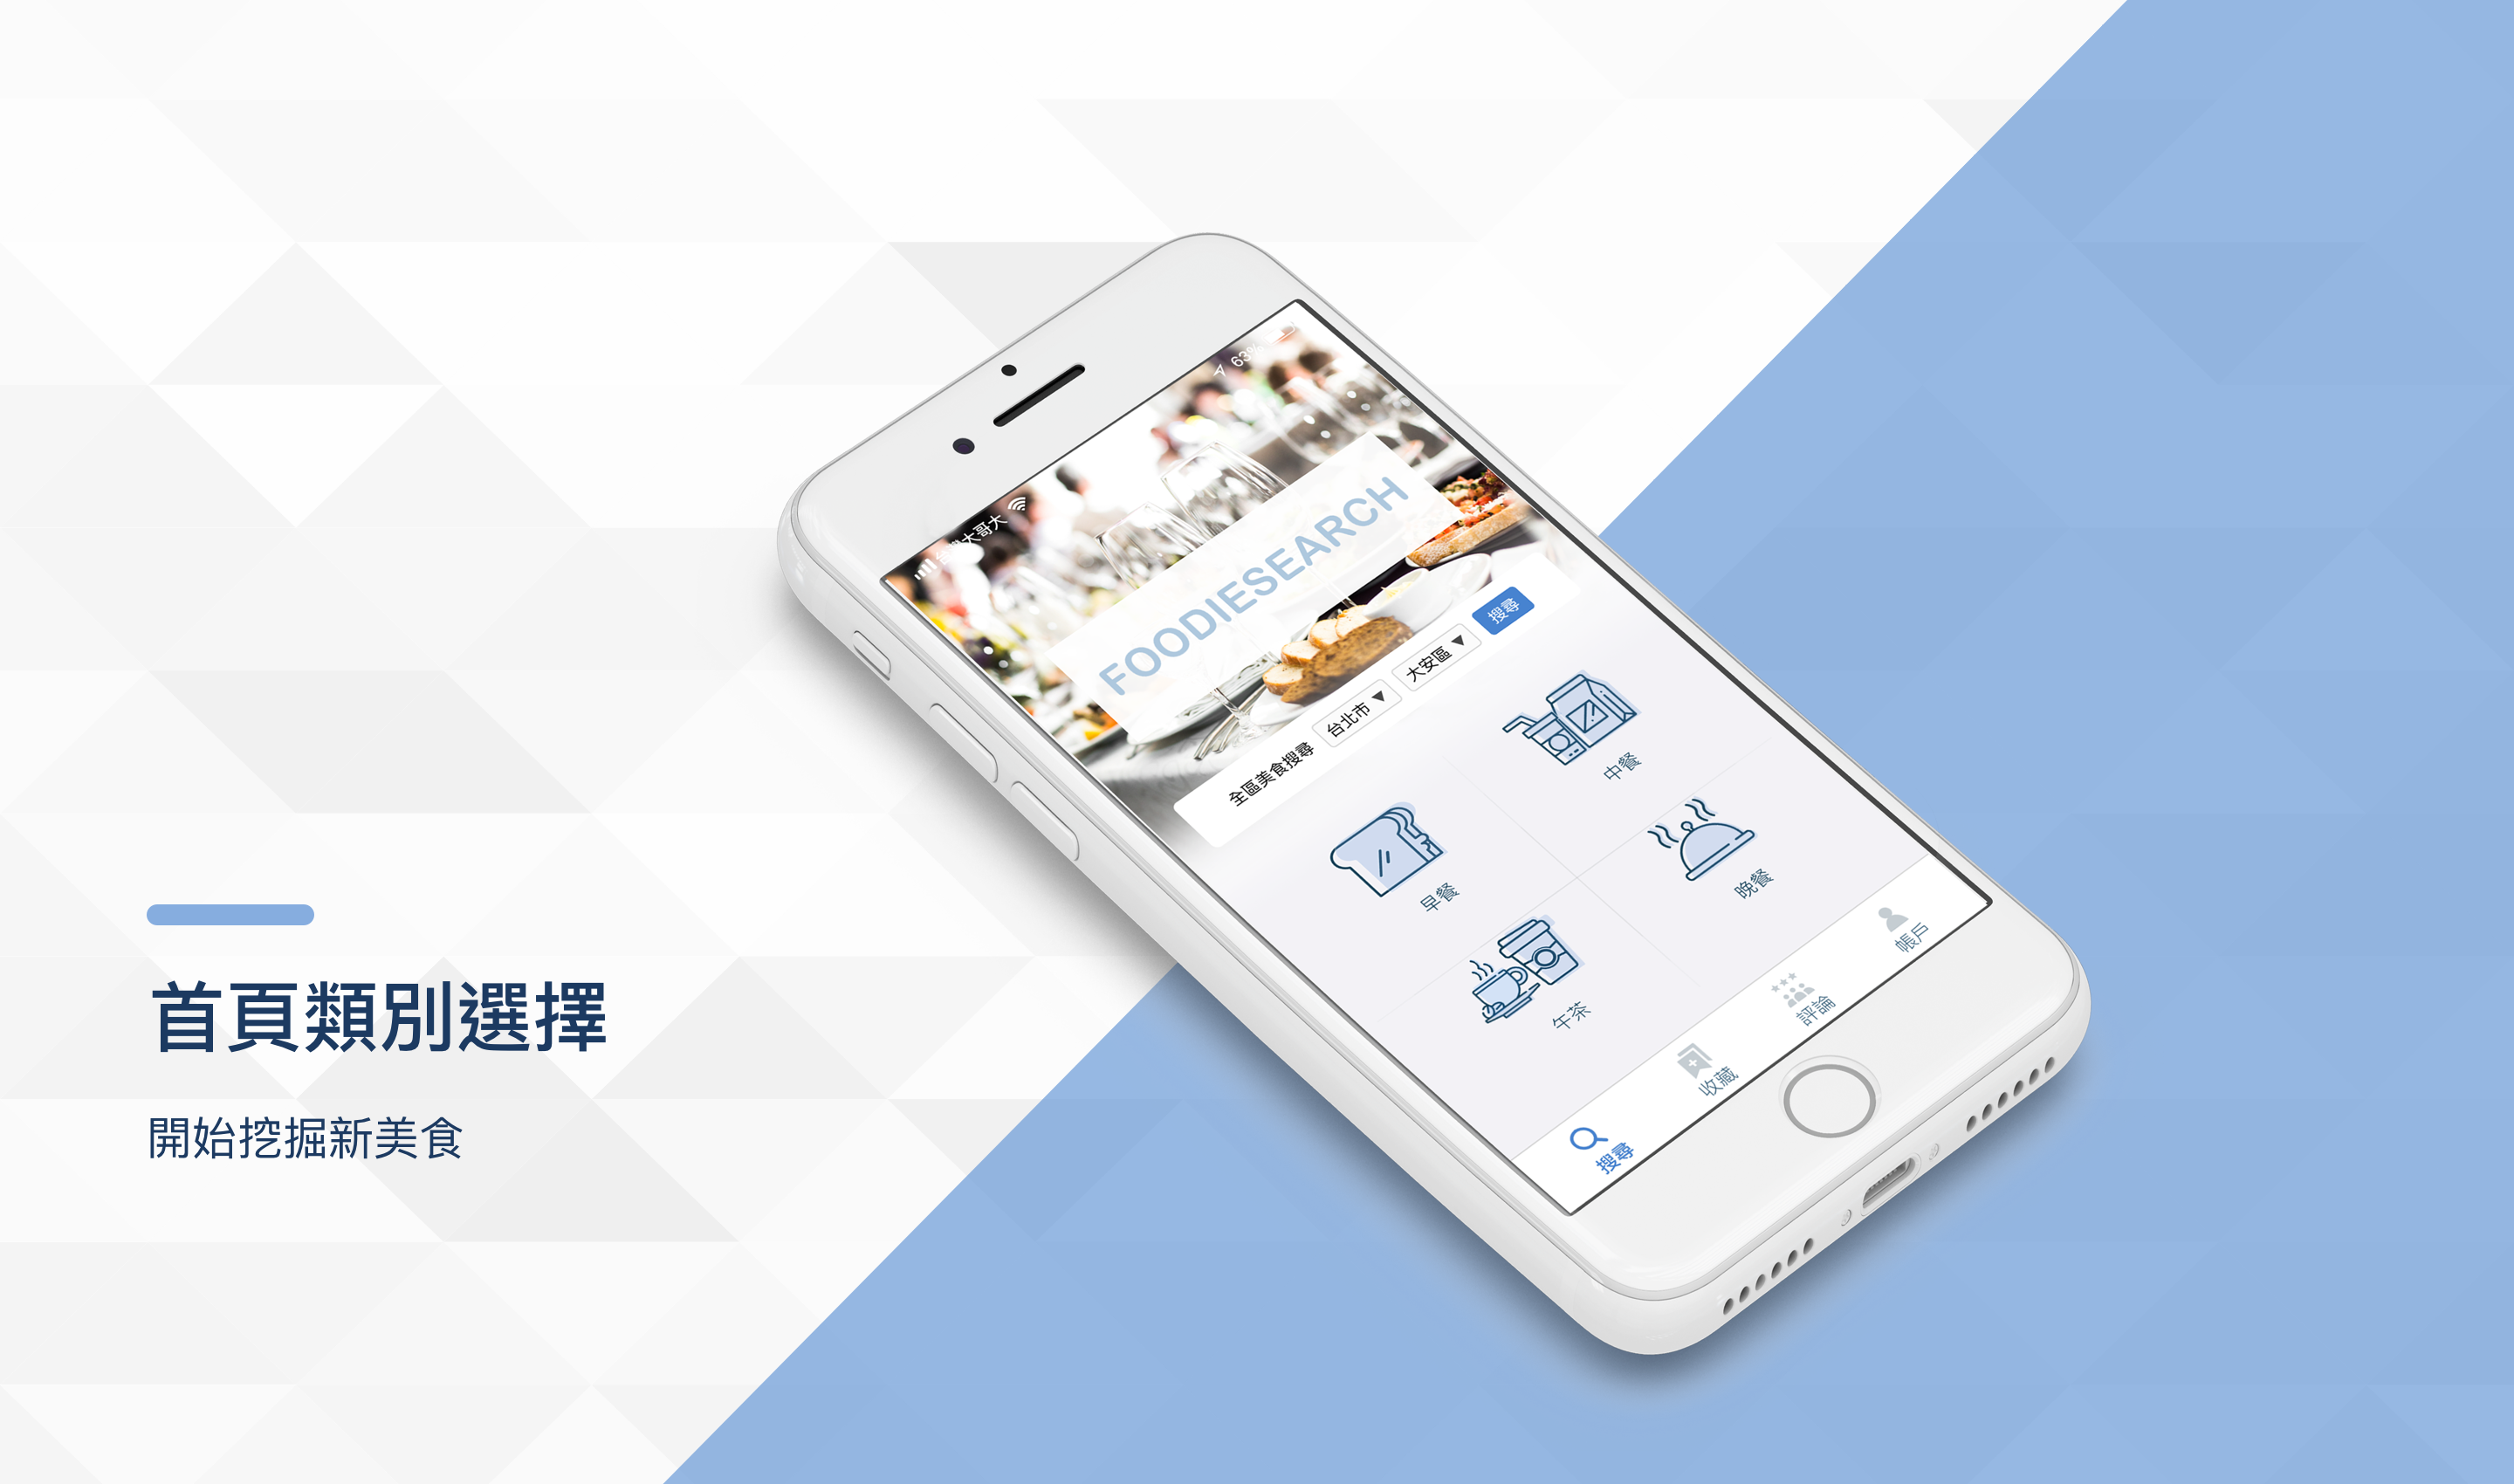 台灣大哥大
63%
FOODIESEARCH
全區美食搜尋 台北市 ▼ 大安區 ▼ 搜尋
早餐
中餐
午茶
晚餐
搜尋
收藏
評論
帳戶
首頁類別選擇
開始挖掘新美食